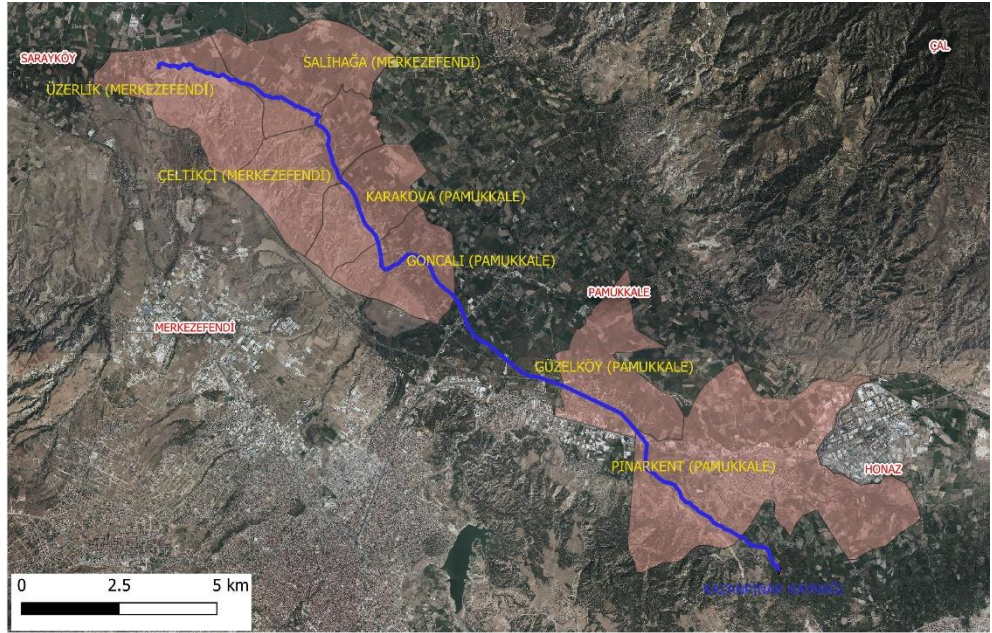 SARAYKÖY
ÇAL
SALİHAĞA (MERKEZEFENDİ)
ÜZERLİK (MERKEZEFENDİ)
ÇELTİKÇİ (MERKEZEFENDİ)
KARAKOVA (PAMUKKALE)
GONCALI (PAMUKKALE)
PAMUKKALE
MERKEZEFENDİ
GÜZELKÖY (PAMUKKALE)
PINARKENT (PAMUKKALE)
HONAZ
0 2.5 5 km